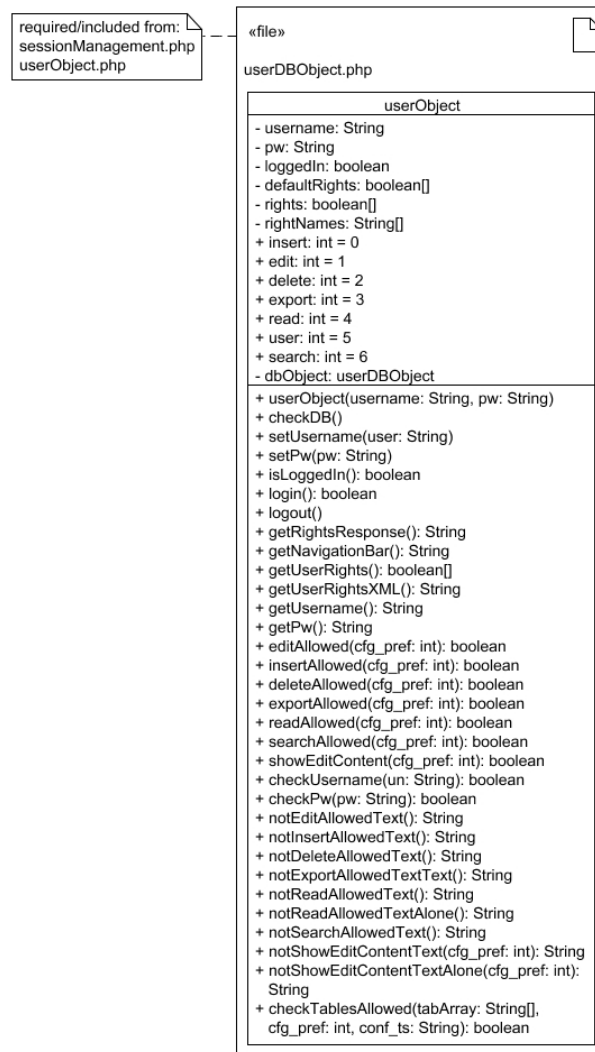 required/included from:
sessionManagement.php
userObject.php
«file»
userDBObject.php
userObject
- username: String
- pw: String
- loggedIn: boolean
- defaultRights: boolean[]
- rights: boolean[]
- rightNames: String[]
+ insert: int = 0
+ edit: int = 1
+ delete: int = 2
+ export: int = 3
+ read: int = 4
+ user: int = 5
+ search: int = 6
- dbObject: userDBObject
+ userObject(username: String, pw: String)
+ checkDB()
+ setUsername(user: String)
+ setPw(pw: String)
+ isLoggedIn(): boolean
+ login(): boolean
+ logout()
+ getRightsResponse(): String
+ getNavigationBar(): String
+ getUserRights(): boolean[]
+ getUserRightsXML(): String
+ getUsername(): String
+ getPw(): String
+ editAllowed(cfg_pref: int): boolean
+ insertAllowed(cfg_pref: int): boolean
+ deleteAllowed(cfg_pref: int): boolean
+ exportAllowed(cfg_pref: int): boolean
+ readAllowed(cfg_pref: int): boolean
+ searchAllowed(cfg_pref: int): boolean
+ showEditContent(cfg_pref: int): boolean
+ checkUsername(un: String): boolean
+ checkPw(pw: String): boolean
+ notEditAllowedText(): String
+ notInsertAllowedText(): String
+ notDeleteAllowedText(): String
+ notExportAllowedTextText(): String
+ notReadAllowedText(): String
+ notReadAllowedTextAlone(): String
+ notSearchAllowedText(): String
+ notShowEditContentText(cfg_pref: int): String
+ notShowEditContentTextAlone(cfg_pref: int):
String
+ checkTablesAllowed(tabArray: String[],
cfg_pref: int, conf_ts: String): boolean